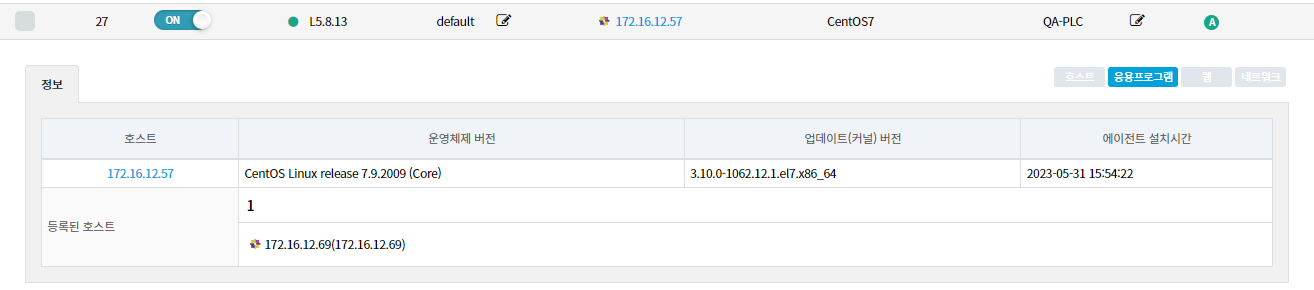 27 ON L5.8.13 default 172.16.12.57 CentOS7 QA-PLC A
정보
호스트 응용프로그램 웹 네트워크
호스트 운영체제 버전 업데이트(커널) 버전 에이전트 설치시간
172.16.12.57 CentOS Linux release 7.9.2009 (Core) 3.10.0-1062.12.1.el7.x86_64 2023-05-31 15:54:22
등록된 호스트
1
172.16.12.69(172.16.12.69)